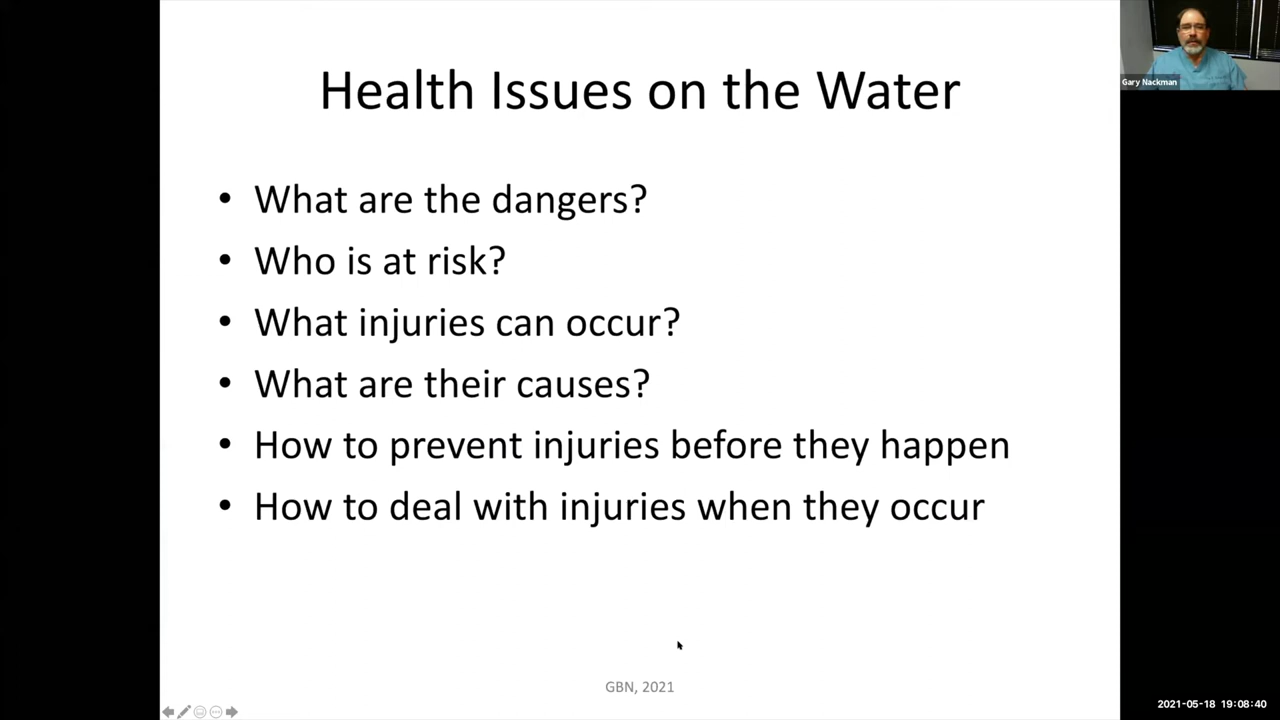 Health Issues on the Water
Gary Nackman
• What are the dangers?
• Who is at risk?
• What injuries can occur?
• What are their causes?
• How to prevent injuries before they happen
• How to deal with injuries when they occur
GBN, 2021
2021-05-18 19:08:40